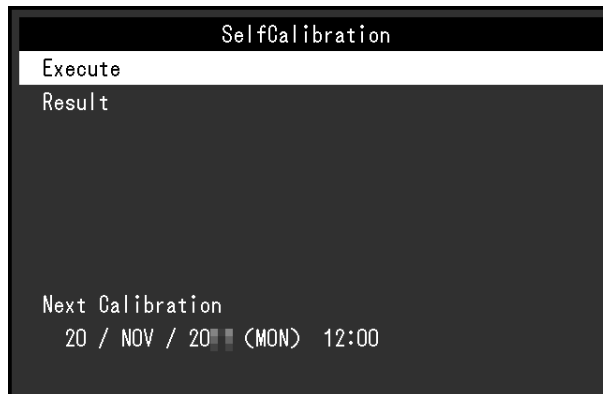 SelfCalibration
Execute
Result
Next Calibration
20 / NOV / 20 (MON) 12:00